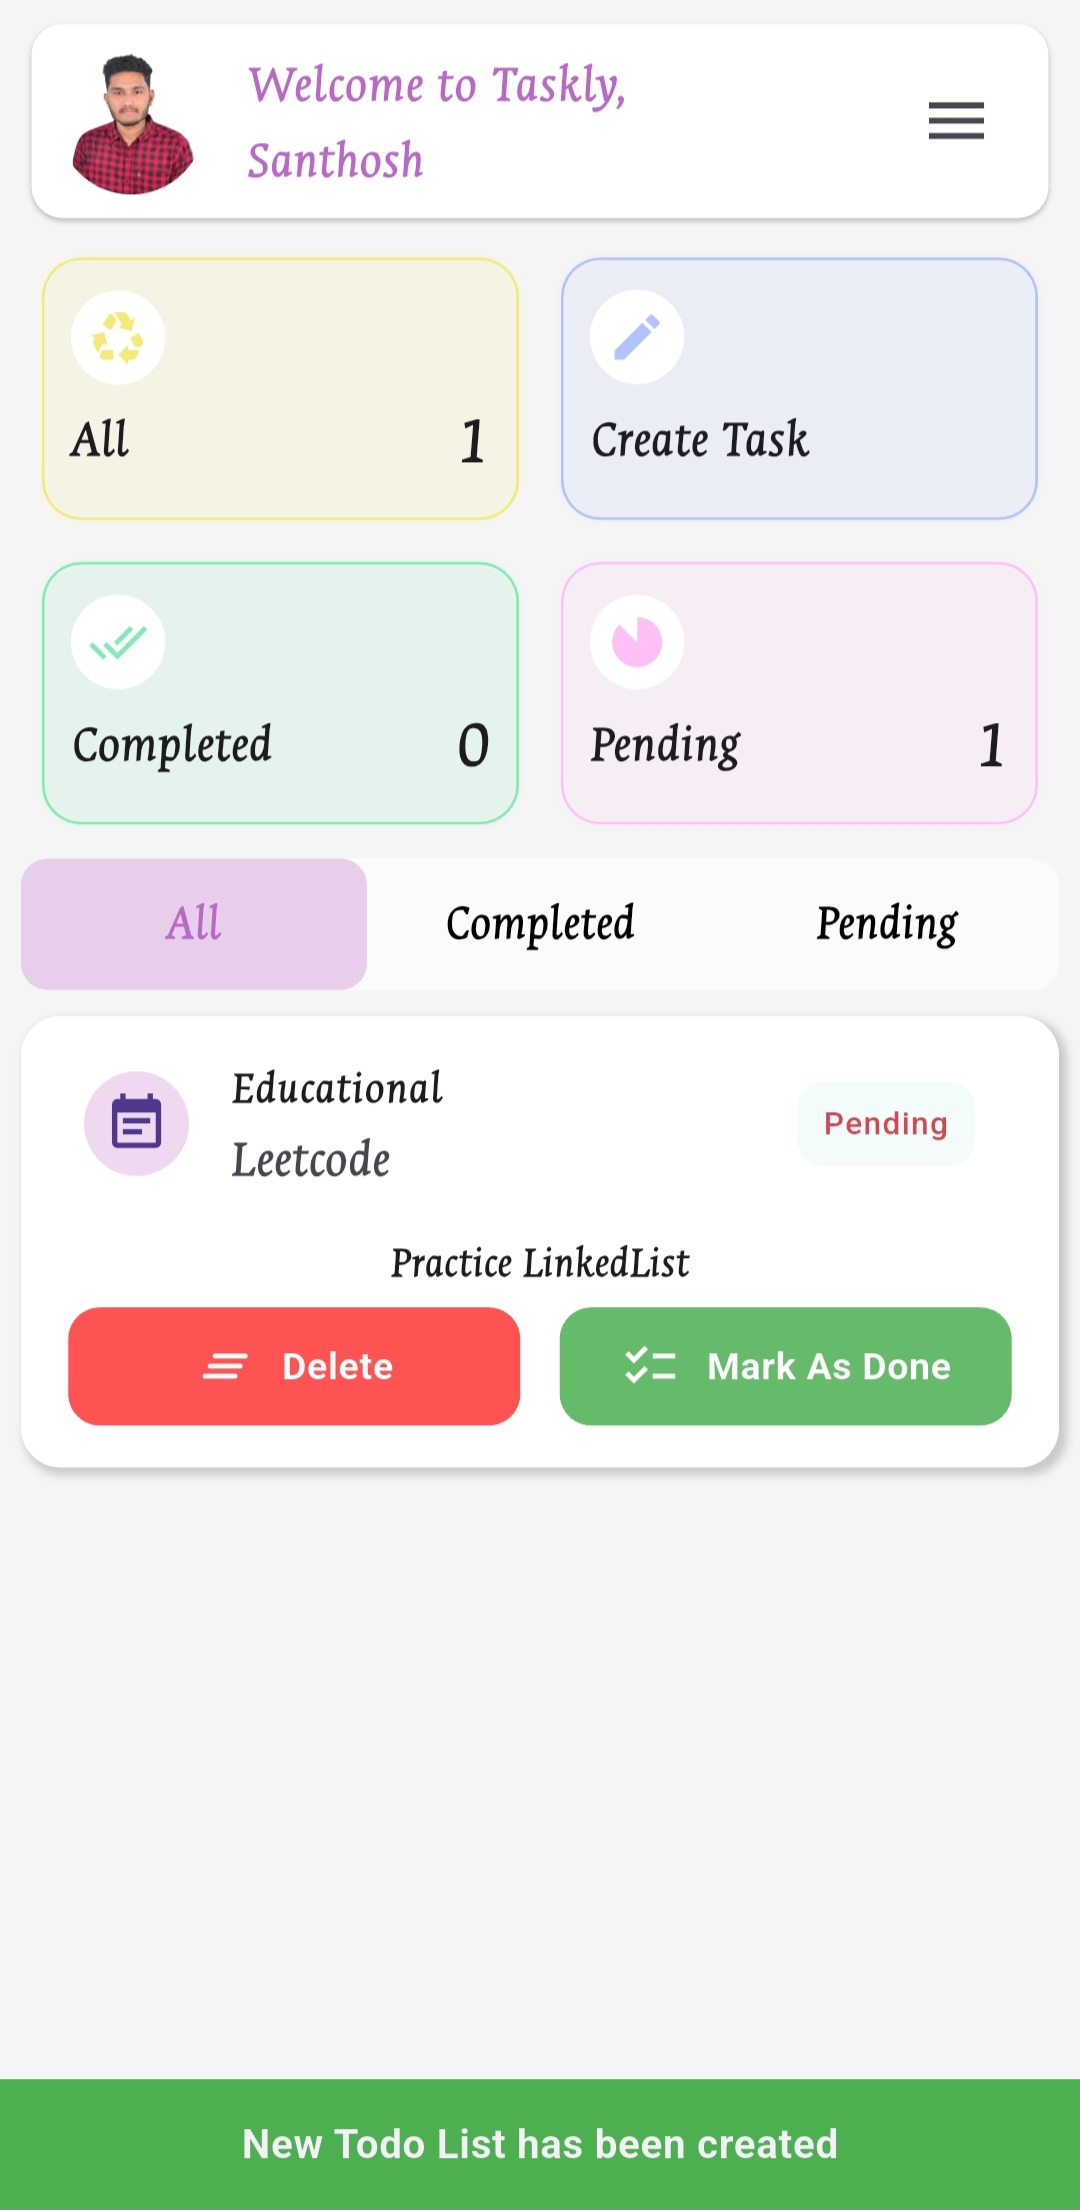 Welcome to Taskly,
Santhosh
All 1
Create Task
Completed 0
Pending 1
All Completed Pending
Educational
Leetcode
Pending
Practice LinkedList
Delete
Mark As Done
New Todo List has been created